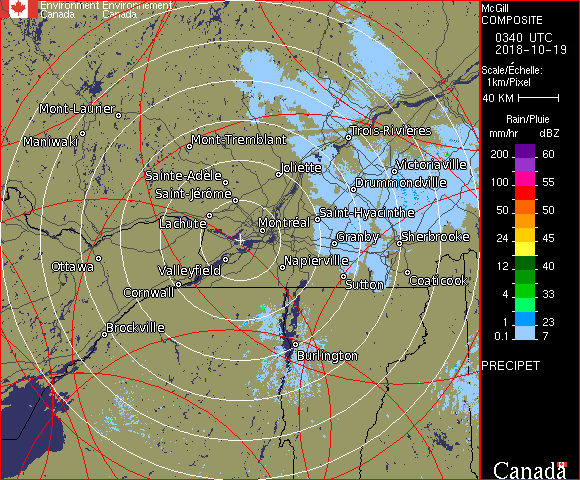 Environment Environnement
Canada Canada
McGill
COMPOSITE
0340 UTC
2018-10-19
Scale/Échelle:
1km/Pixel
40 KM
Rain/Pluie
mm/hr dBZ
200 60
100 55
50 50
24 45
12 40
4 33
1 23
0.1 7
PRECIPET
Canada
Mont-Laurier
Maniwaki
Mont-Tremblant
Trois-Rivières
Sainte-Adèle
Joliette
Victoriaville
Saint-Jérôme
Drummondville
Lachute
Montréal
Saint-Hyacinthe
Granby
Sherbrooke
Ottawa
Valleyfield
Napierville
Cornwall
Sutton
Coaticook
Brockville
Burlington